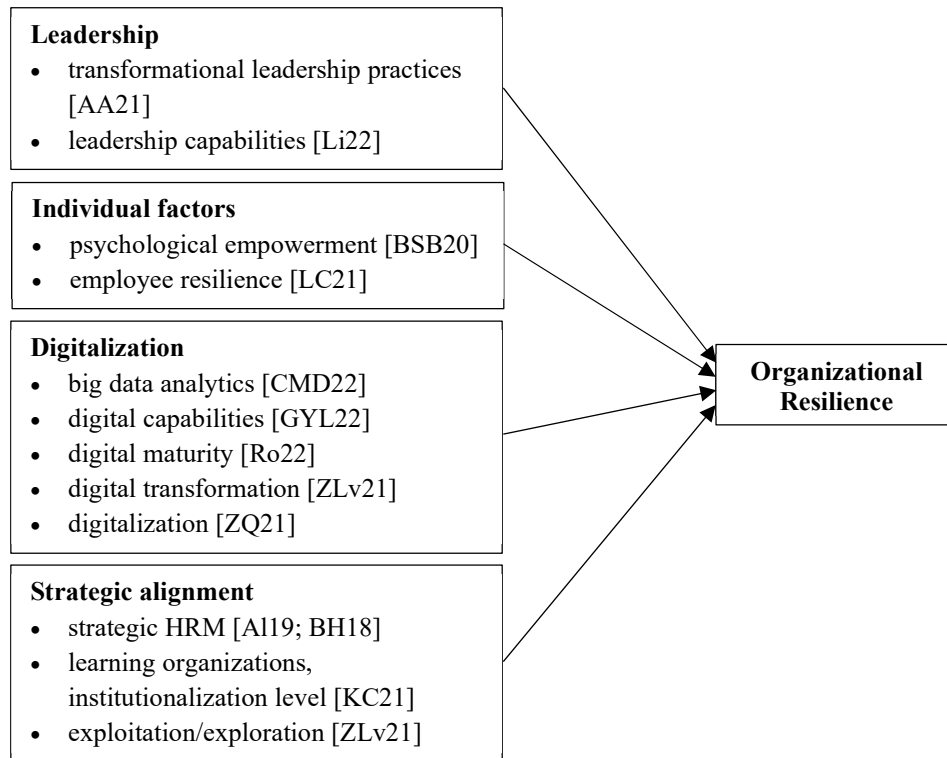 Leadership
• transformational leadership practices
[AA21]
• leadership capabilities [Li22]
Individual factors
• psychological empowerment [BSB20]
• employee resilience [LC21]
Digitalization
• big data analytics [CMD22]
• digital capabilities [GYL22]
• digital maturity [Ro22]
• digital transformation [ZLv21]
• digitalization [ZQ21]
Strategic alignment
• strategic HRM [Al19; BH18]
• learning organizations,
institutionalization level [KC21]
• exploitation/exploration [ZLv21]
Organizational
Resilience